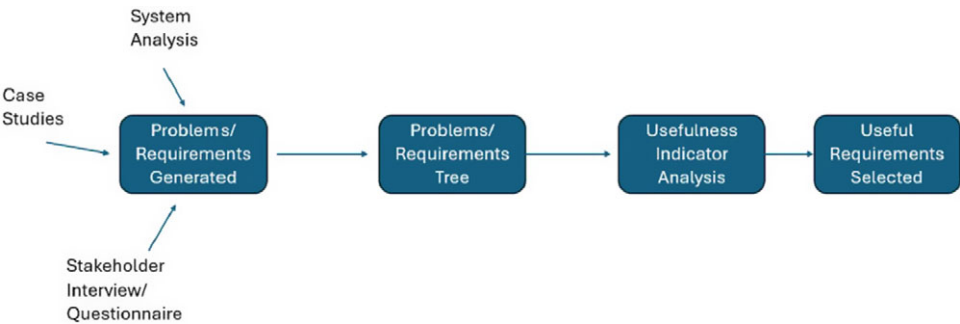 System
Analysis
Case
Studies
Problems/
Requirements
Generated
Problems/
Requirements
Tree
Usefulness
Indicator
Analysis
Useful
Requirements
Selected
Stakeholder
Interview/
Questionnaire